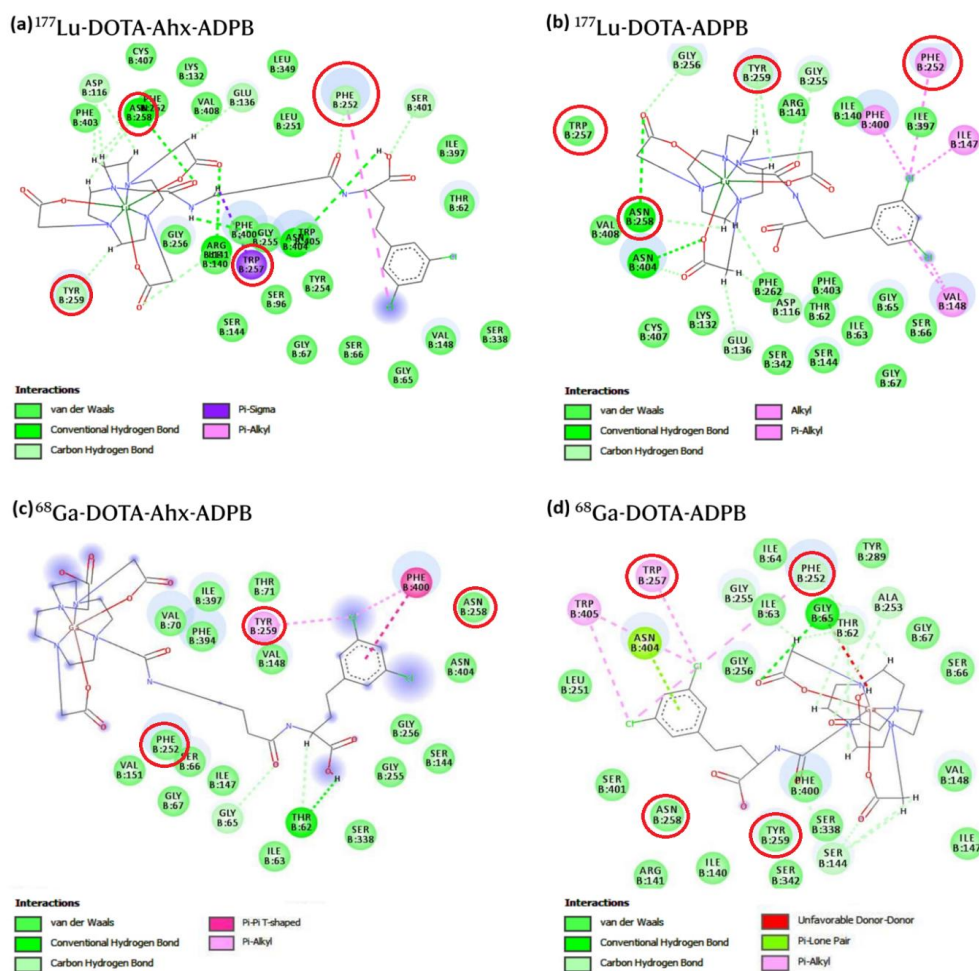 (a) ¹⁷⁷Lu-DOTA-Ahx-ADPB
CYS
B:407
LYS
B:132
LEU
B:349
ASP
B:116
PHE
B:403
ASN
B:258
VAL
B:408
GLU
B:136
LEU
B:251
PHE
B:252
SER
B:401
ILE
B:397
THR
B:62
GLY
B:256
PHE
B:400
GLY
B:255
ASN
B:404
ARG
B:141
B:140
TRP
B:257
TYR
B:254
SER
B:96
TYR
B:259
SER
B:144
GLY
B:67
SER
B:66
VAL
B:148
SER
B:338
GLY
B:65
Interactions
van der Waals
Conventional Hydrogen Bond
Carbon Hydrogen Bond
Pi-Sigma
Pi-Alkyl
(b) ¹⁷⁷Lu-DOTA-ADPB
GLY
B:256
TYR
B:259
GLY
B:255
PHE
B:252
ARG
B:141
ILE
B:140
PHE
B:400
ILE
B:397
ILE
B:147
TRP
B:257
VAL
B:408
ASN
B:258
ASN
B:404
PHE
B:262
ASP
B:116
PHE
B:403
THR
B:62
GLY
B:65
VAL
B:148
CYS
B:407
LYS
B:132
GLU
B:136
SER
B:342
SER
B:144
ILE
B:63
SER
B:66
GLY
B:67
Interactions
van der Waals
Conventional Hydrogen Bond
Carbon Hydrogen Bond
Alkyl
Pi-Alkyl
(c) ⁶⁸Ga-DOTA-Ahx-ADPB
ILE
B:397
THR
B:71
PHE
B:400
ASN
B:258
VAL
B:70
PHE
B:394
TYR
B:259
VAL
B:148
ASN
B:404
PHE
B:252
SER
B:66
VAL
B:151
GLY
B:67
ILE
B:147
GLY
B:65
THR
B:62
ILE
B:63
GLY
B:256
GLY
B:255
SER
B:144
SER
B:338
Interactions
van der Waals
Conventional Hydrogen Bond
Carbon Hydrogen Bond
Pi-Pi T-shaped
Pi-Alkyl
(d) ⁶⁸Ga-DOTA-ADPB
ILE
B:64
PHE
B:252
TYR
B:289
TRP
B:257
GLY
B:255
ILE
B:63
GLY
B:65
THR
B:62
ALA
B:253
GLY
B:67
TRP
B:405
ASN
B:404
GLY
B:256
SER
B:66
LEU
B:251
SER
B:401
PHE
B:400
VAL
B:148
ASN
B:258
TYR
B:259
SER
B:338
SER
B:144
ILE
B:147
ARG
B:141
ILE
B:140
SER
B:342
Interactions
van der Waals
Conventional Hydrogen Bond
Carbon Hydrogen Bond
Unfavorable Donor-Donor
Pi-Lone Pair
Pi-Alkyl